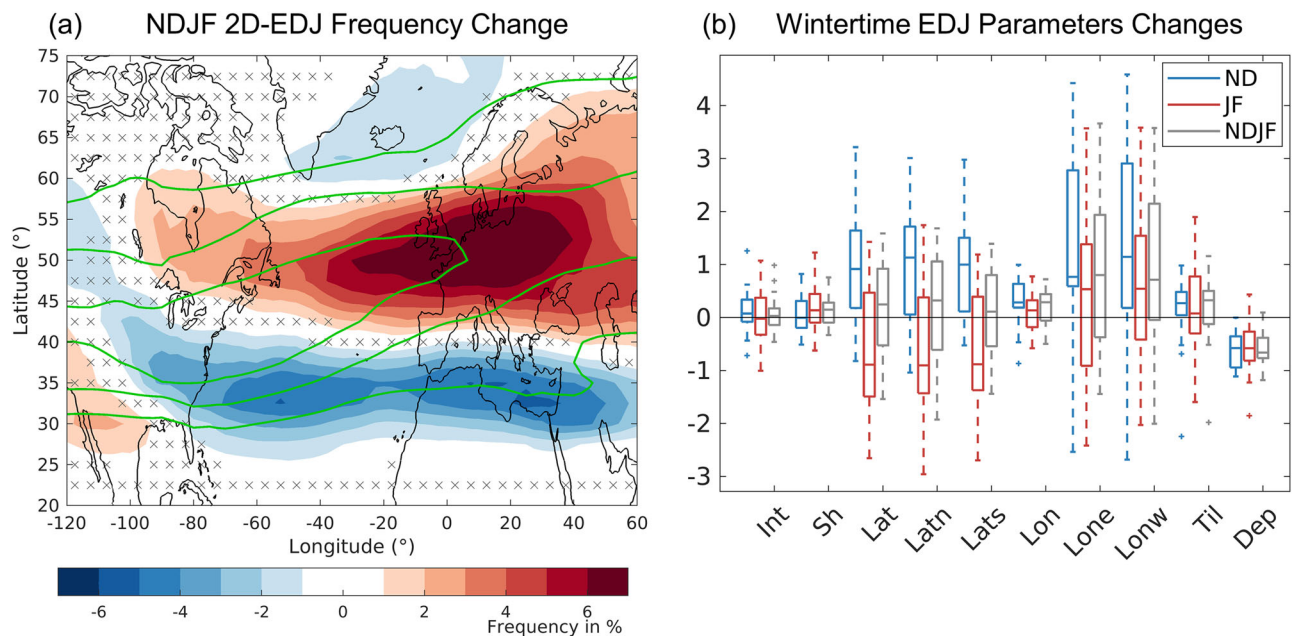 (a) NDJF 2D-EDJ Frequency Change
75
70
65
60
55
50
45
40
35
30
25
20
Latitude (°)
-120 -100 -80 -60 -40 -20 0 20 40 60
Longitude (°)
-6 -4 -2 0 2 4 6
Frequency in %
(b) Wintertime EDJ Parameters Changes
ND
JF
NDJF
4
3
2
1
0
-1
-2
-3
Int Sh Lat Latn Lats Lon Lone Lonw Til Dep